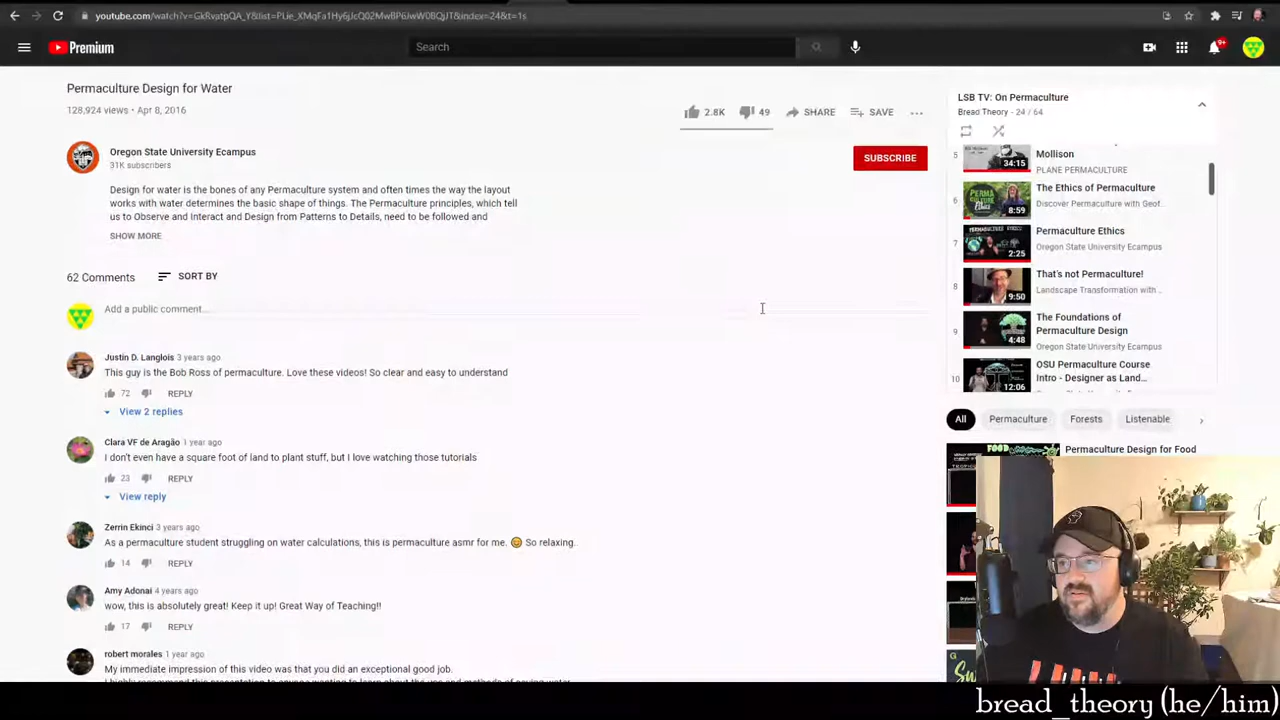 youtube.com/watch?v=GkRvatpQA_Y&list=PLie_XMqFa1Hy6jJcQ02MwBP6JwW0BQjJT&index=24&t=1s
Premium
Search
9+
Permaculture Design for Water
128,924 views • Apr 8, 2016
2.8K
49
SHARE
SAVE
Oregon State University Ecampus
31K subscribers
SUBSCRIBE
Design for water is the bones of any Permaculture system and often times the way the layout
works with water determines the basic shape of things. The Permaculture principles, which tell
us to Observe and Interact and Design from Patterns to Details, need to be followed and
SHOW MORE
62 Comments
SORT BY
Add a public comment...
Justin D. Langlois 3 years ago
This guy is the Bob Ross of permaculture. Love these videos! So clear and easy to understand
72
REPLY
View 2 replies
Clara VF de Aragão 1 year ago
I don't even have a square foot of land to plant stuff, but I love watching those tutorials
23
REPLY
View reply
Zerrin Ekinci 3 years ago
As a permaculture student struggling on water calculations, this is permaculture asmr for me. 😊 So relaxing..
14
REPLY
Amy Adonai 4 years ago
wow, this is absolutely great! Keep it up! Great Way of Teaching!!
17
REPLY
robert morales 1 year ago
My immediate impression of this video was that you did an exceptional good job.
LSB TV: On Permaculture
Bread Theory - 24 / 64
5
34:15
Mollison
PLANE PERMACULTURE
6
8:59
The Ethics of Permaculture
Discover Permaculture with Geof...
7
2:25
Permaculture Ethics
Oregon State University Ecampus
8
9:50
That's not Permaculture!
Landscape Transformation with ...
9
4:48
The Foundations of
Permaculture Design
Oregon State University Ecampus
10
12:06
OSU Permaculture Course
Intro - Designer as Land...
All
Permaculture
Forests
Listenable
FOOD
Permaculture Design for Food
bread_theory (he/him)